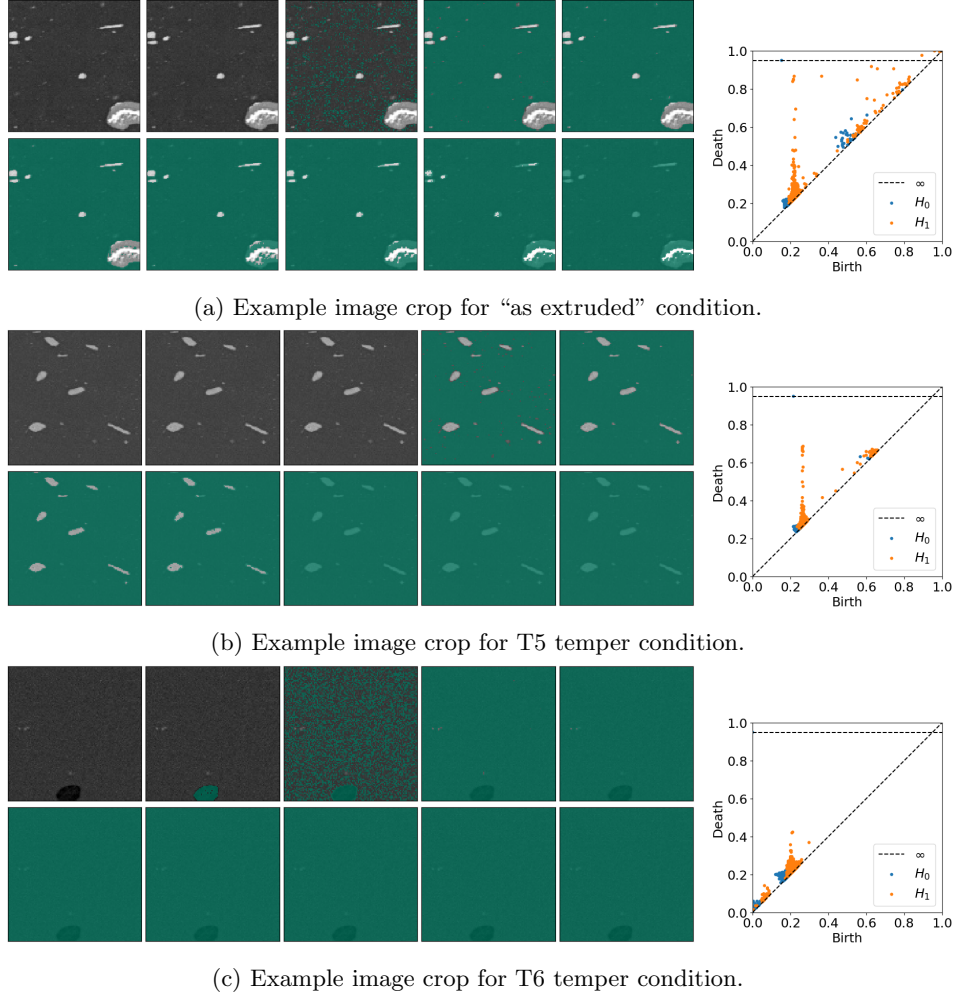 1.0
0.8
0.6
0.4
0.2
0.0
Death
0.0 0.2 0.4 0.6 0.8 1.0
Birth
∞
H₀
H₁
(a) Example image crop for “as extruded” condition.
1.0
0.8
0.6
0.4
0.2
0.0
Death
0.0 0.2 0.4 0.6 0.8 1.0
Birth
∞
H₀
H₁
(b) Example image crop for T5 temper condition.
1.0
0.8
0.6
0.4
0.2
0.0
Death
0.0 0.2 0.4 0.6 0.8 1.0
Birth
∞
H₀
H₁
(c) Example image crop for T6 temper condition.